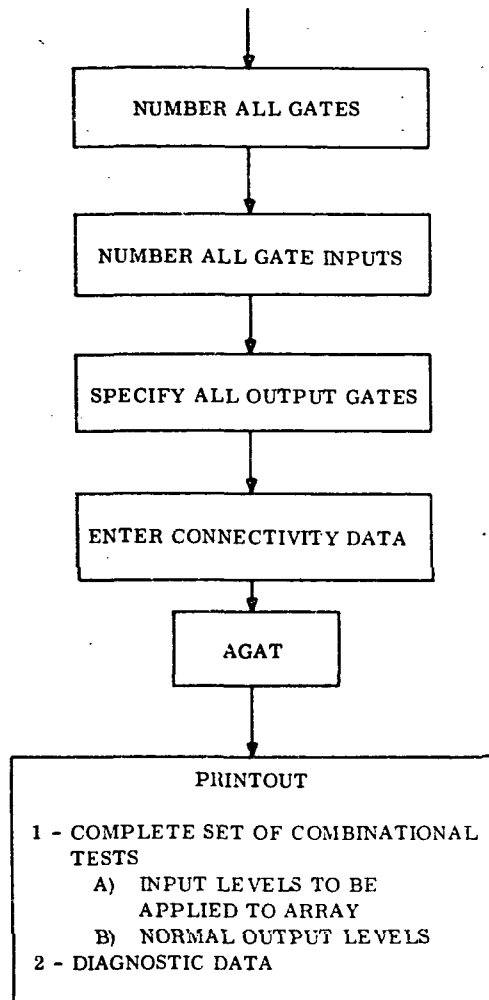 NUMBER ALL GATES
NUMBER ALL GATE INPUTS
SPECIFY ALL OUTPUT GATES
ENTER CONNECTIVITY DATA
AGAT
PRINTOUT
1 - COMPLETE SET OF COMBINATIONAL
TESTS
A) INPUT LEVELS TO BE
APPLIED TO ARRAY
B) NORMAL OUTPUT LEVELS
2 - DIAGNOSTIC DATA